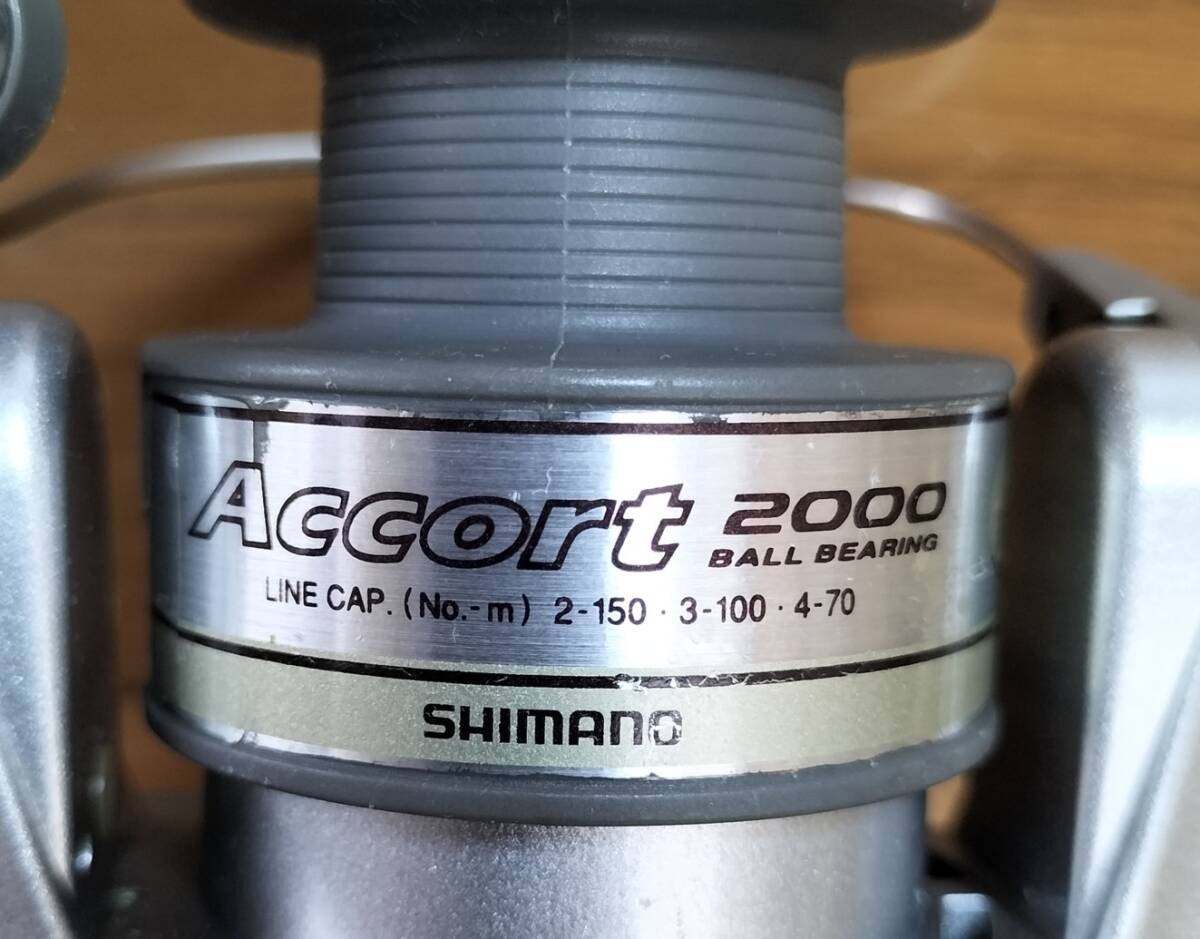 Accort 2000
BALL BEARING
LINE CAP. (No.-m) 2-150 · 3-100 · 4-70
SHIMANO